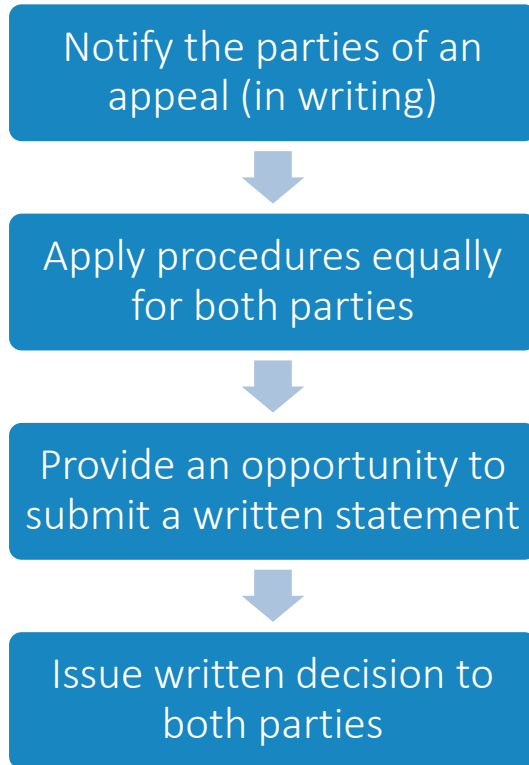 Notify the parties of an
appeal (in writing)
Apply procedures equally
for both parties
Provide an opportunity to
submit a written statement
Issue written decision to
both parties